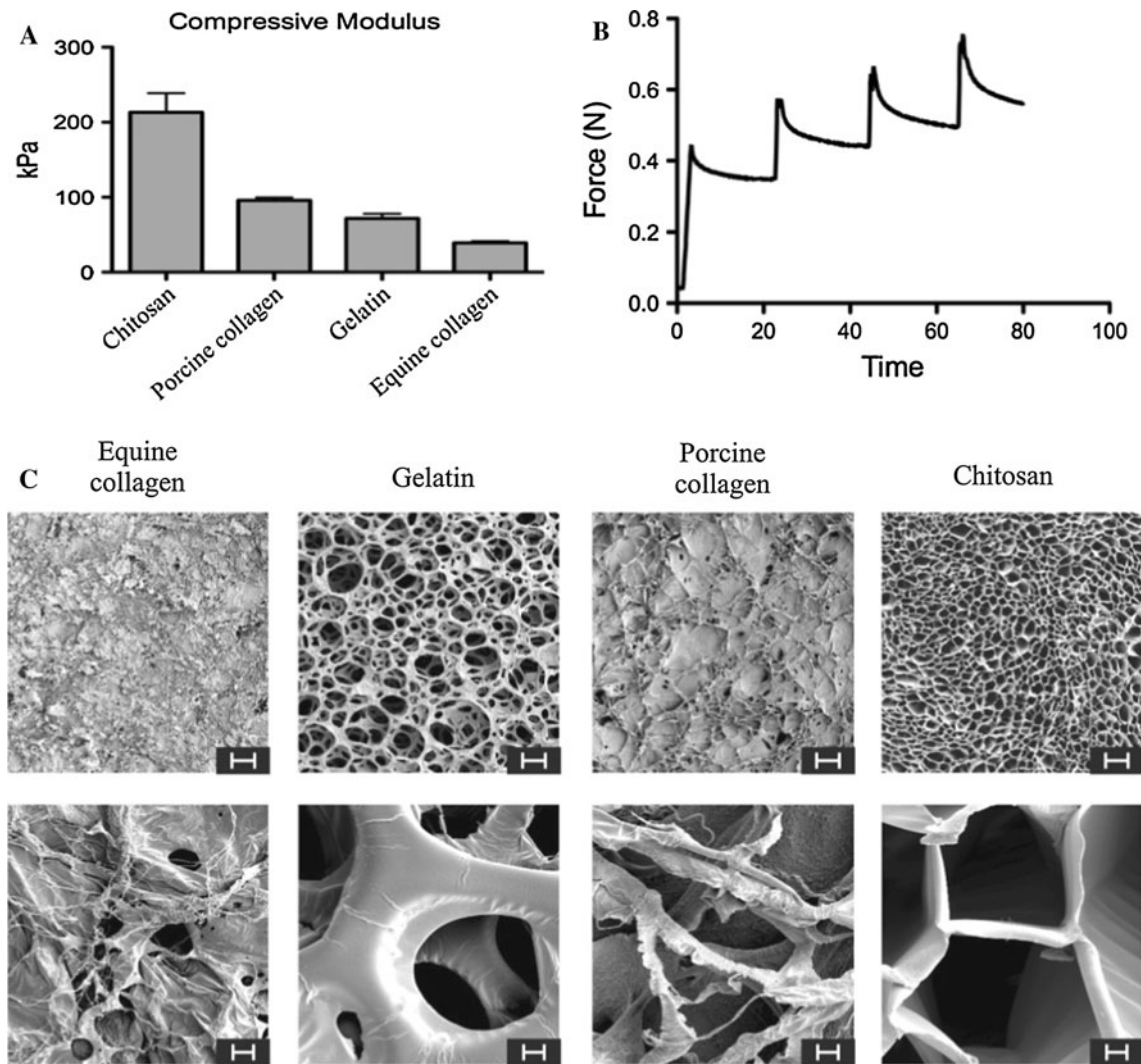 A
Compressive Modulus
300
200
100
0
kPa
Chitosan
Porcine collagen
Gelatin
Equine collagen
B
0.8
0.6
0.4
0.2
0.0
Force (N)
0
20
40
60
80
100
Time
C
Equine
collagen
Gelatin
Porcine
collagen
Chitosan